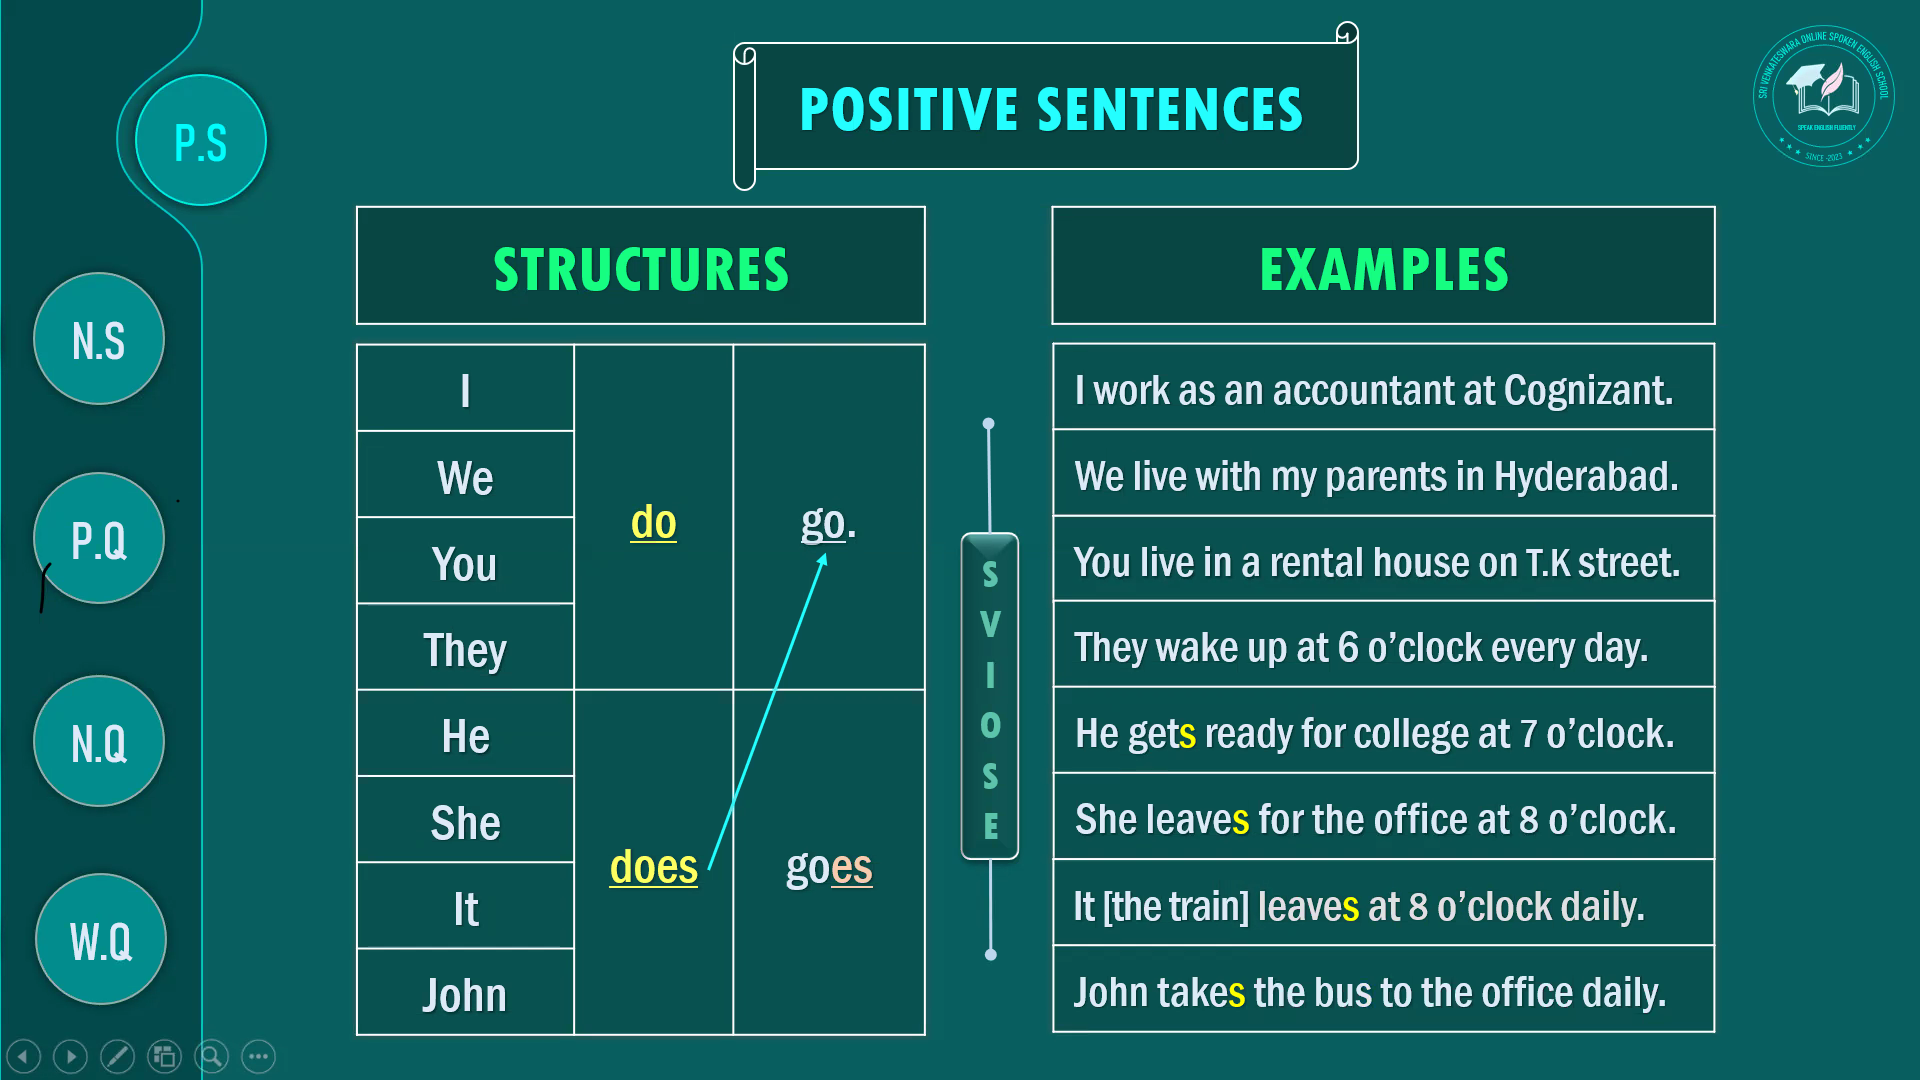 P.S
N.S
P.Q
N.Q
W.Q
POSITIVE SENTENCES
SRI VENKATESWARA ONLINE SPOKEN ENGLISH SCHOOL
SPEAK ENGLISH FLUENTLY
SINCE -2023
STRUCTURES
I
We
You
They
He
She
It
John
do
does
go.
goes
S
V
I
O
S
E
EXAMPLES
I work as an accountant at Cognizant.
We live with my parents in Hyderabad.
You live in a rental house on T.K street.
They wake up at 6 o’clock every day.
He gets ready for college at 7 o’clock.
She leaves for the office at 8 o’clock.
It [the train] leaves at 8 o’clock daily.
John takes the bus to the office daily.